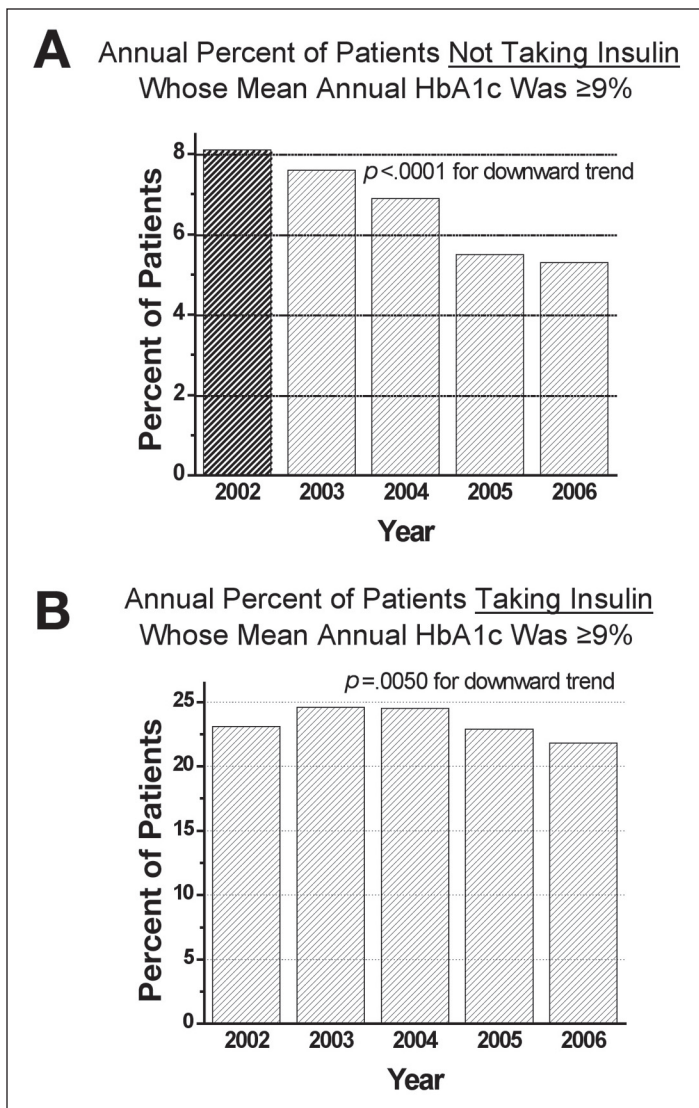 A
Annual Percent of Patients Not Taking Insulin
Whose Mean Annual HbA1c Was ≥9%
p<.0001 for downward trend
Percent of Patients
8
6
4
2
0
2002 2003 2004 2005 2006
Year
B
Annual Percent of Patients Taking Insulin
Whose Mean Annual HbA1c Was ≥9%
p=.0050 for downward trend
Percent of Patients
25
20
15
10
5
0
2002 2003 2004 2005 2006
Year